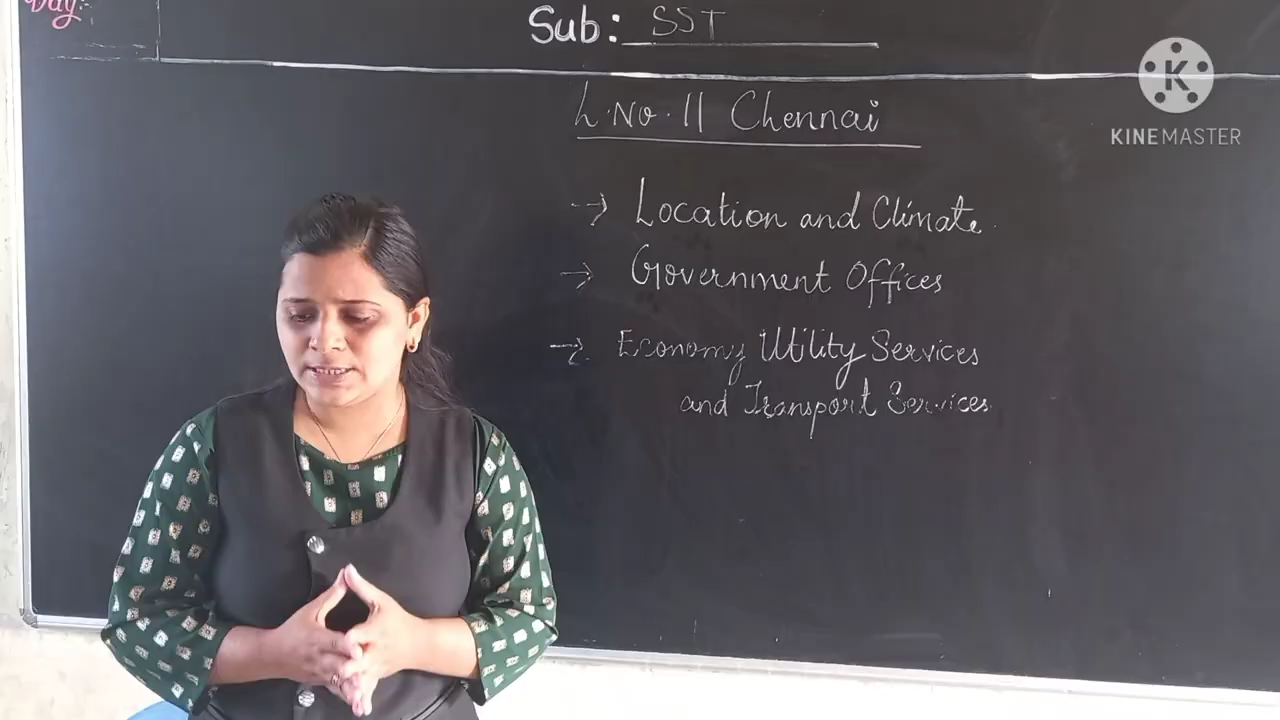 Day:-
Sub: SST
L.No.11 Chennai
KINEMASTER
→ Location and Climate.
→ Government Offices
→ Economy Utility Services
and Transport Services.